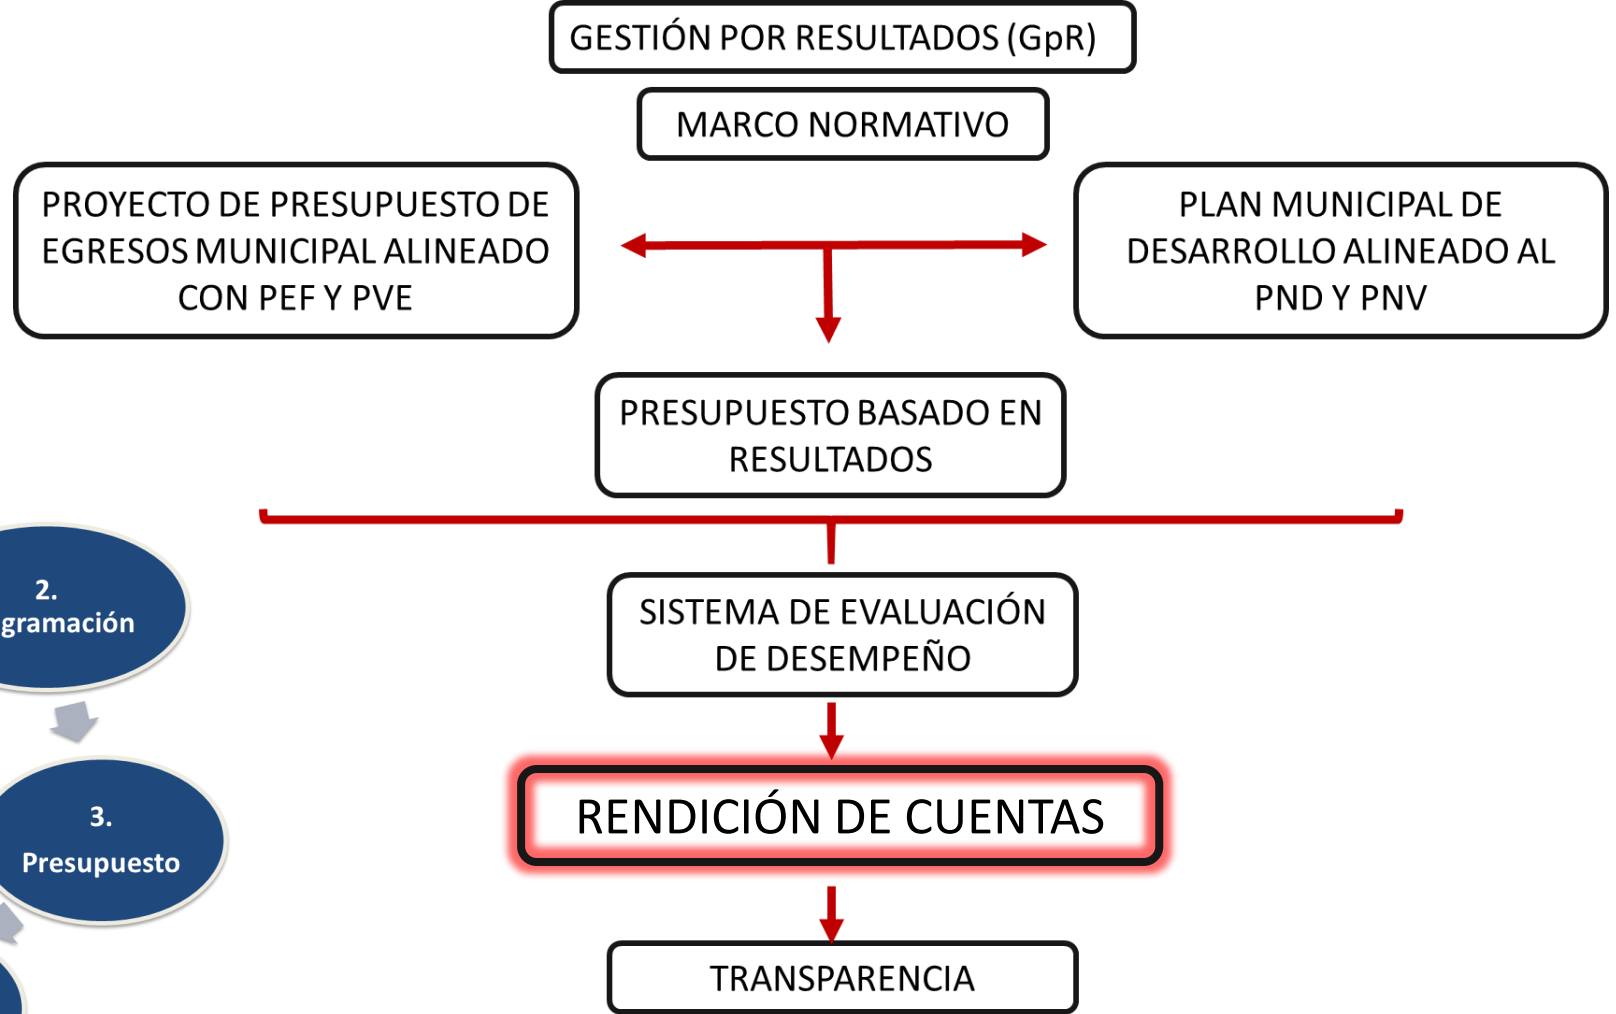 GESTIÓN POR RESULTADOS (GpR)
MARCO NORMATIVO
PROYECTO DE PRESUPUESTO DE
EGRESOS MUNICIPAL ALINEADO
CON PEF Y PVE
PLAN MUNICIPAL DE
DESARROLLO ALINEADO AL
PND Y PNV
PRESUPUESTO BASADO EN
RESULTADOS
SISTEMA DE EVALUACIÓN
DE DESEMPEÑO
RENDICIÓN DE CUENTAS
TRANSPARENCIA
2.
gramación
3.
Presupuesto